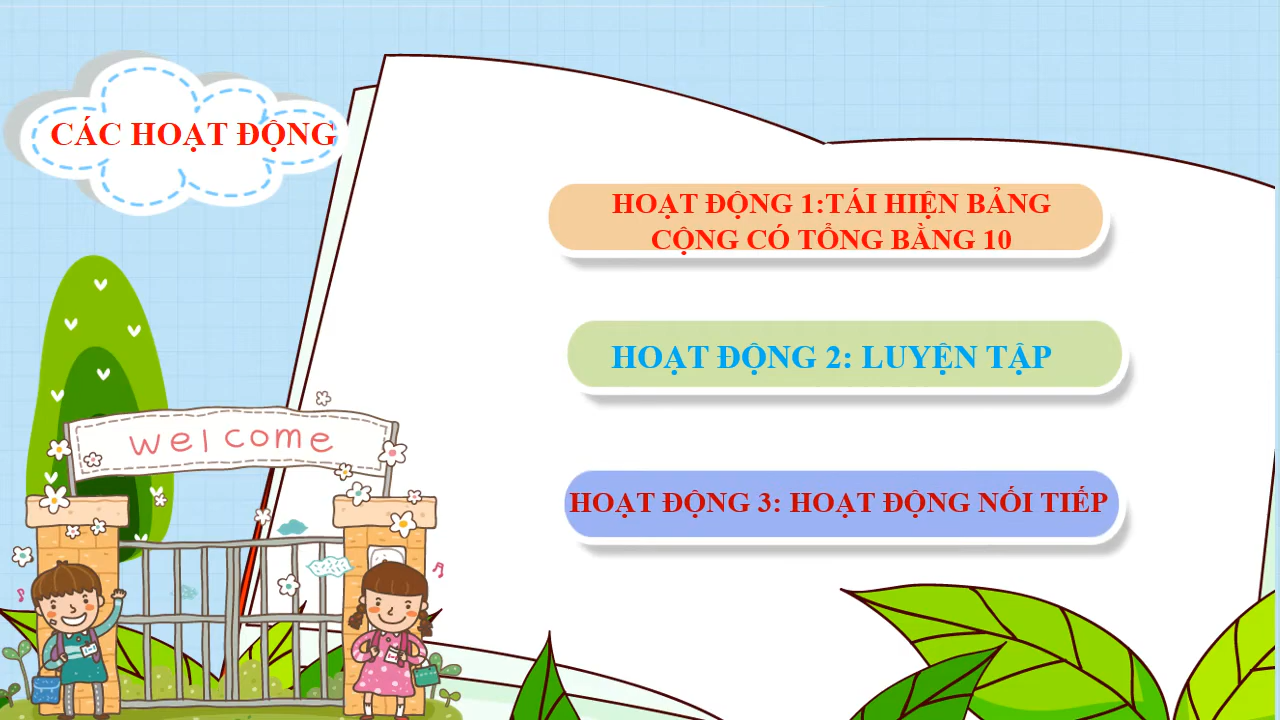 CÁC HOẠT ĐỘNG
HOẠT ĐỘNG 1:TÁI HIỆN BẢNG
CỘNG CÓ TỔNG BẰNG 10
HOẠT ĐỘNG 2: LUYỆN TẬP
welcome
HOẠT ĐỘNG 3: HOẠT ĐỘNG NỐI TIẾP